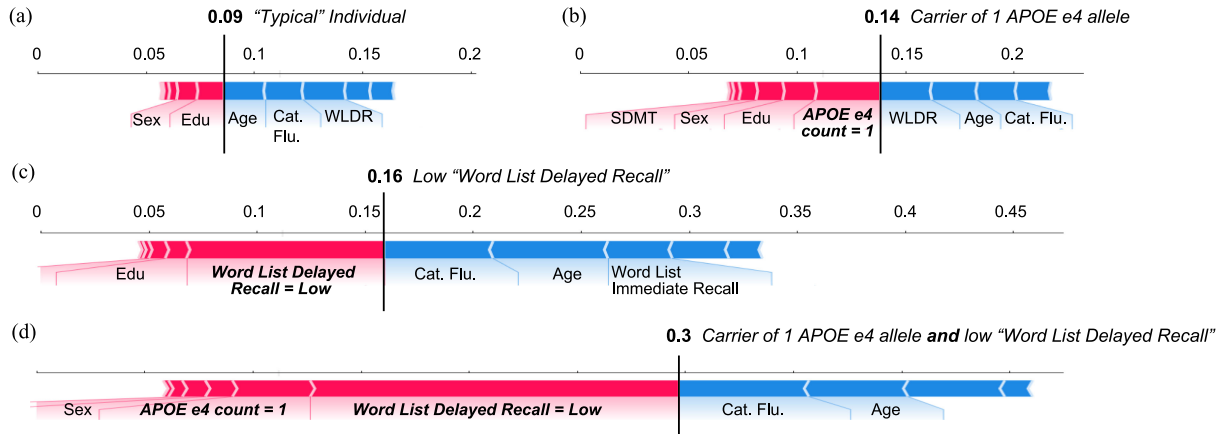 (a)
0.09 "Typical" Individual
0 0.05 0.1 0.15 0.2
Sex Edu Age Cat. Flu. WLDR
(b)
0.14 Carrier of 1 APOE e4 allele
0 0.05 0.1 0.15 0.2
SDMT Sex Edu APOE e4 count = 1 WLDR Age Cat. Flu.
(c)
0.16 Low "Word List Delayed Recall"
0 0.05 0.1 0.15 0.2 0.25 0.3 0.35 0.4 0.45
Edu Word List Delayed Recall = Low Cat. Flu. Age Word List Immediate Recall
(d)
0.3 Carrier of 1 APOE e4 allele and low "Word List Delayed Recall"
Sex APOE e4 count = 1 Word List Delayed Recall = Low Cat. Flu. Age